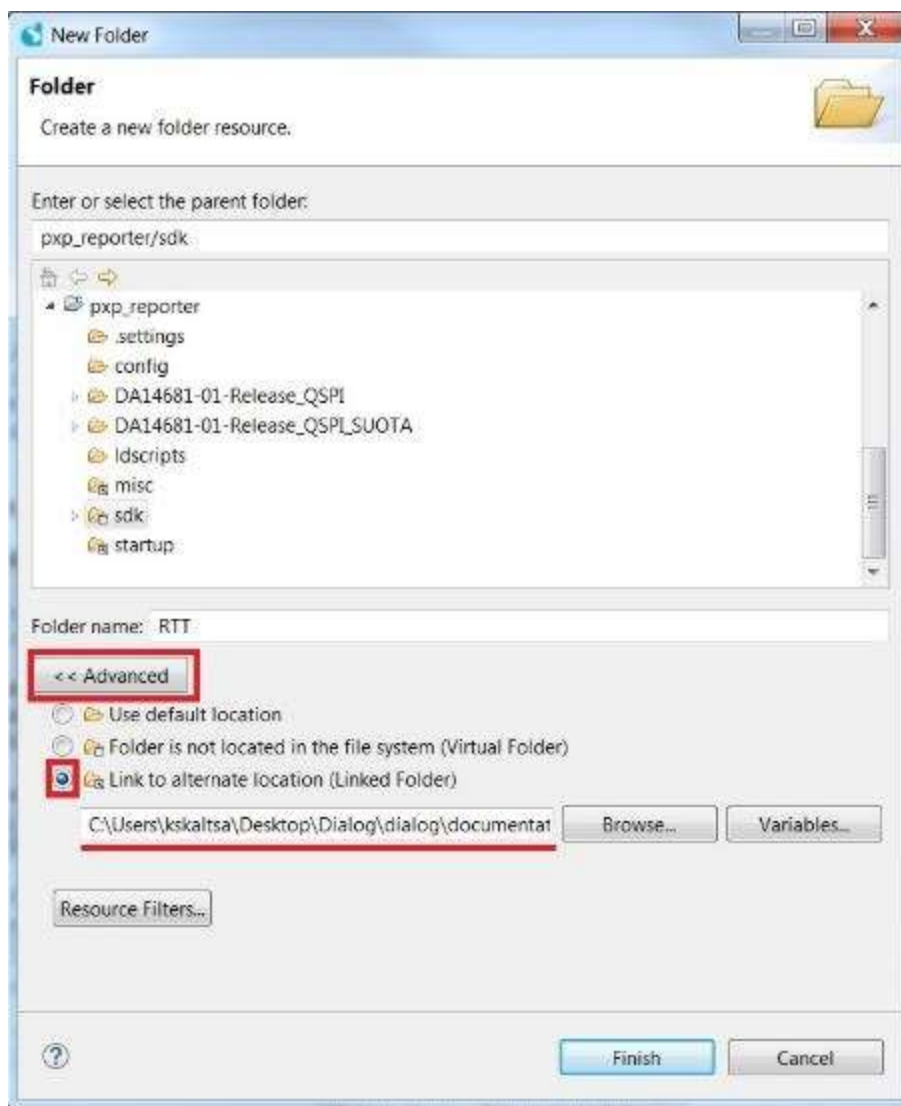 New Folder
Folder
Create a new folder resource.
Enter or select the parent folder:
pxp_reporter/sdk
pxp_reporter
.settings
config
DA14681-01-Release_QSPI
DA14681-01-Release_QSPI_SUOTA
ldscripts
misc
sdk
startup
Folder name: RTT
<< Advanced
Use default location
Folder is not located in the file system (Virtual Folder)
Link to alternate location (Linked Folder)
C:\Users\kskaltsa\Desktop\Dialog\dialog\documentat Browse... Variables...
Resource Filters...
? Finish Cancel